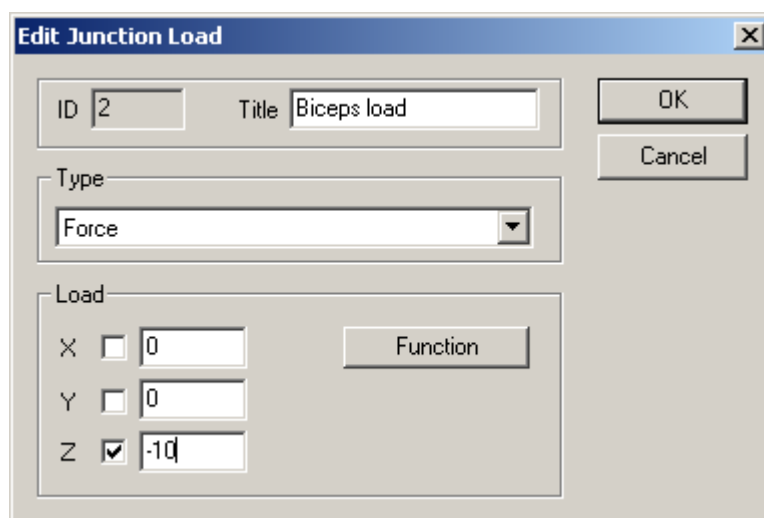 Edit Junction Load
ID 2 Title Biceps load OK
Cancel
Type
Force
Load
X 0 Function
Y 0
Z -10